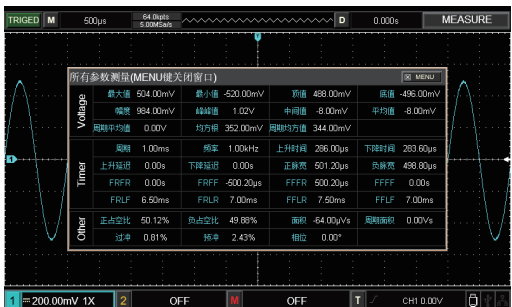 TRIGED M 500μs 64.0kpts 5.00MSa/s D 0.000s MEASURE
所有参数测量(MENU键关闭窗口) MENU
Voltage
最大值 504.00mV 最小值 -520.00mV 顶值 488.00mV 底值 -496.00mV
幅度 984.00mV 峰峰值 1.02V 中间值 -8.00mV 平均值 -8.00mV
周期平均值 0.00V 均方根 352.00mV 周期均方值 344.00mV
Timer
周期 1.00ms 频率 1.00kHz 上升时间 286.00μs 下降时间 283.60μs
上升延迟 0.00s 下降延迟 0.00s 正脉宽 501.20μs 负脉宽 498.80μs
FRFR 0.00s FRFF -500.20μs FFFR 500.20μs FFFF 0.00s
FRLF 6.50ms FRLR 7.00ms FFLR 7.50ms FFLF 7.00ms
Other
正占空比 50.12% 负占空比 49.88% 面积 -64.00μVs 周期面积 0.00Vs
过冲 0.81% 预冲 2.43% 相位 0.00°
1 200.00mV 1X 2 OFF M OFF T CH1 0.00V